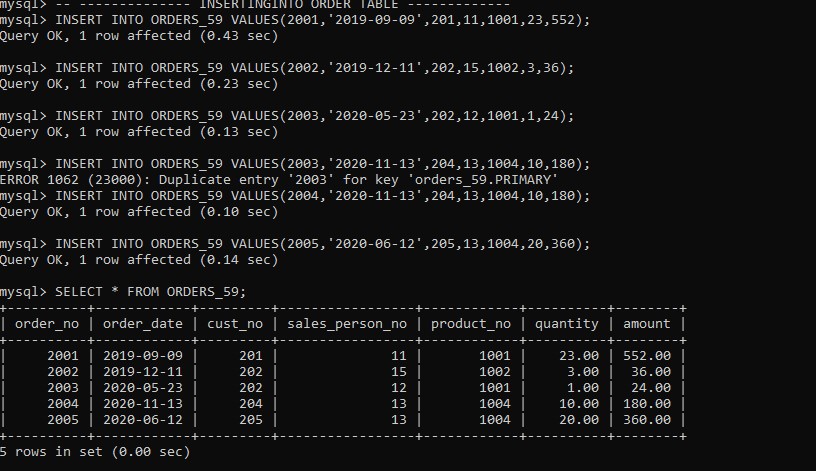 mysql> -- -------------- INSERTINGINTO ORDER TABLE -------------
mysql> INSERT INTO ORDERS_59 VALUES(2001,'2019-09-09',201,11,1001,23,552);
Query OK, 1 row affected (0.43 sec)
mysql> INSERT INTO ORDERS_59 VALUES(2002,'2019-12-11',202,15,1002,3,36);
Query OK, 1 row affected (0.23 sec)
mysql> INSERT INTO ORDERS_59 VALUES(2003,'2020-05-23',202,12,1001,1,24);
Query OK, 1 row affected (0.13 sec)
mysql> INSERT INTO ORDERS_59 VALUES(2003,'2020-11-13',204,13,1004,10,180);
ERROR 1062 (23000): Duplicate entry '2003' for key 'orders_59.PRIMARY'
mysql> INSERT INTO ORDERS_59 VALUES(2004,'2020-11-13',204,13,1004,10,180);
Query OK, 1 row affected (0.10 sec)
mysql> INSERT INTO ORDERS_59 VALUES(2005,'2020-06-12',205,13,1004,20,360);
Query OK, 1 row affected (0.14 sec)
mysql> SELECT * FROM ORDERS_59;
+----------+------------+---------+-----------------+------------+----------+--------+
| order_no | order_date | cust_no | sales_person_no | product_no | quantity | amount |
+----------+------------+---------+-----------------+------------+----------+--------+
|     2001 | 2019-09-09 |     201 |              11 |       1001 |    23.00 | 552.00 |
|     2002 | 2019-12-11 |     202 |              15 |       1002 |     3.00 |  36.00 |
|     2003 | 2020-05-23 |     202 |              12 |       1001 |     1.00 |  24.00 |
|     2004 | 2020-11-13 |     204 |              13 |       1004 |    10.00 | 180.00 |
|     2005 | 2020-06-12 |     205 |              13 |       1004 |    20.00 | 360.00 |
+----------+------------+---------+-----------------+------------+----------+--------+
5 rows in set (0.00 sec)